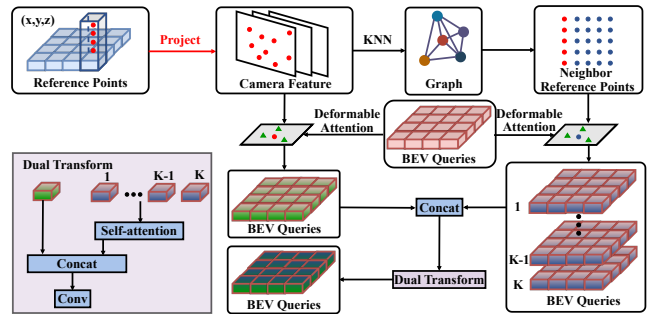 (x,y,z)
Reference Points
Project
Camera Feature
KNN
Graph
Neighbor
Reference Points
Deformable
Attention
BEV Queries
Deformable
Attention
Dual Transform
1
K-1
K
Self-attention
Concat
Conv
BEV Queries
Concat
Dual Transform
BEV Queries
1
K-1
K
BEV Queries